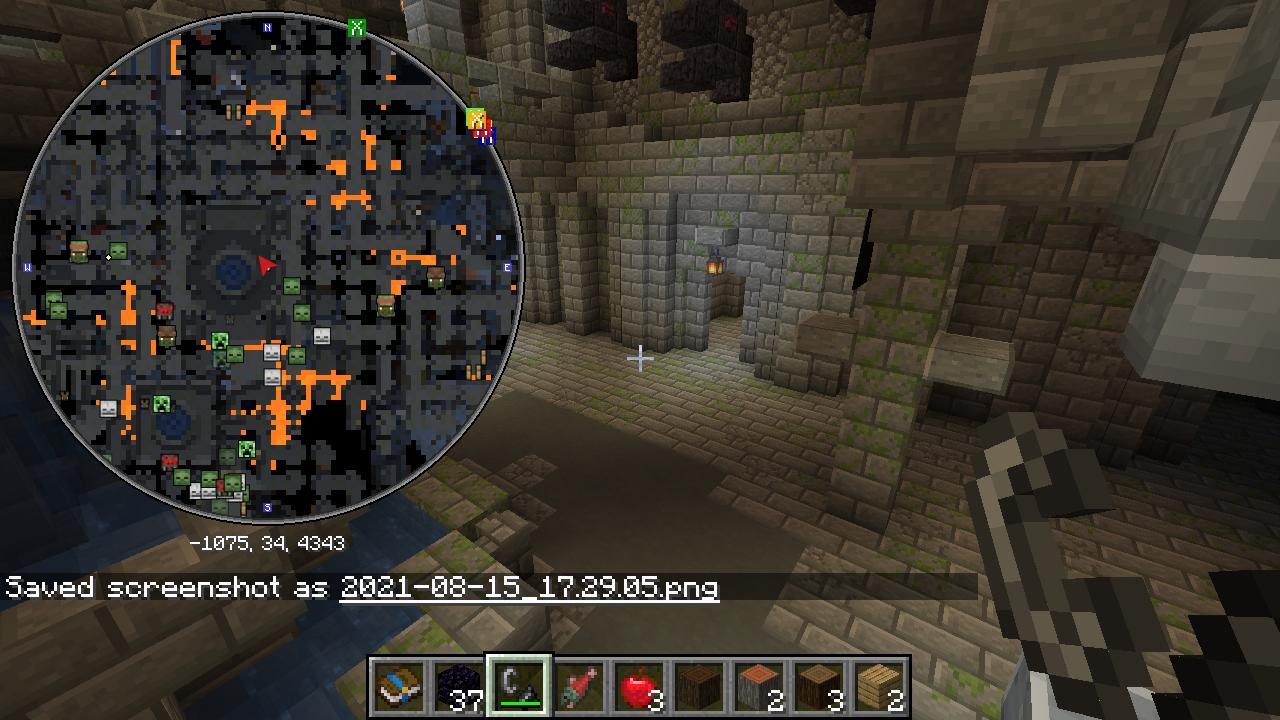 N
X
X
W
E
S
-1075, 34, 4343
Saved screenshot as 2021-08-15_17.29.05.png
37
3
2
3
2